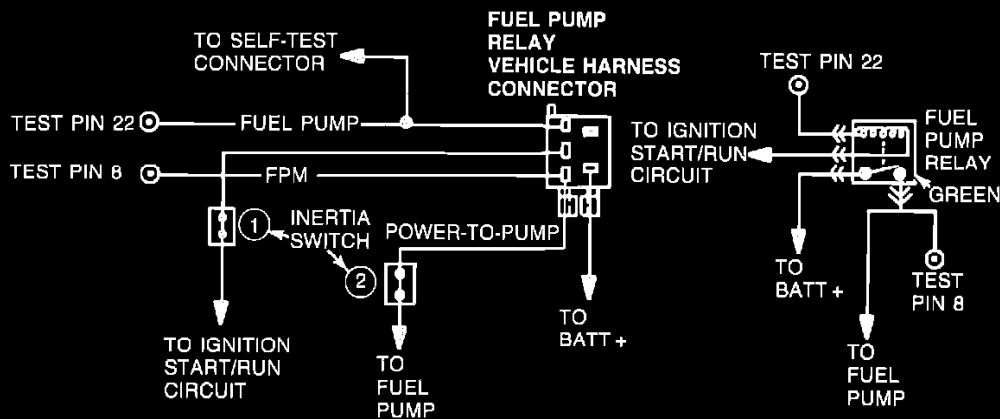 FUEL PUMP
RELAY
VEHICLE HARNESS
CONNECTOR
TO SELF-TEST
CONNECTOR
TEST PIN 22
FUEL PUMP
TEST PIN 8
FPM
1
INERTIA
SWITCH
2
POWER-TO-PUMP
TO IGNITION
START/RUN
CIRCUIT
TO
FUEL
PUMP
TO
BATT +
TEST PIN 22
TO IGNITION
START/RUN
CIRCUIT
FUEL
PUMP
RELAY
GREEN
TO
BATT +
TEST
PIN 8
TO
FUEL
PUMP